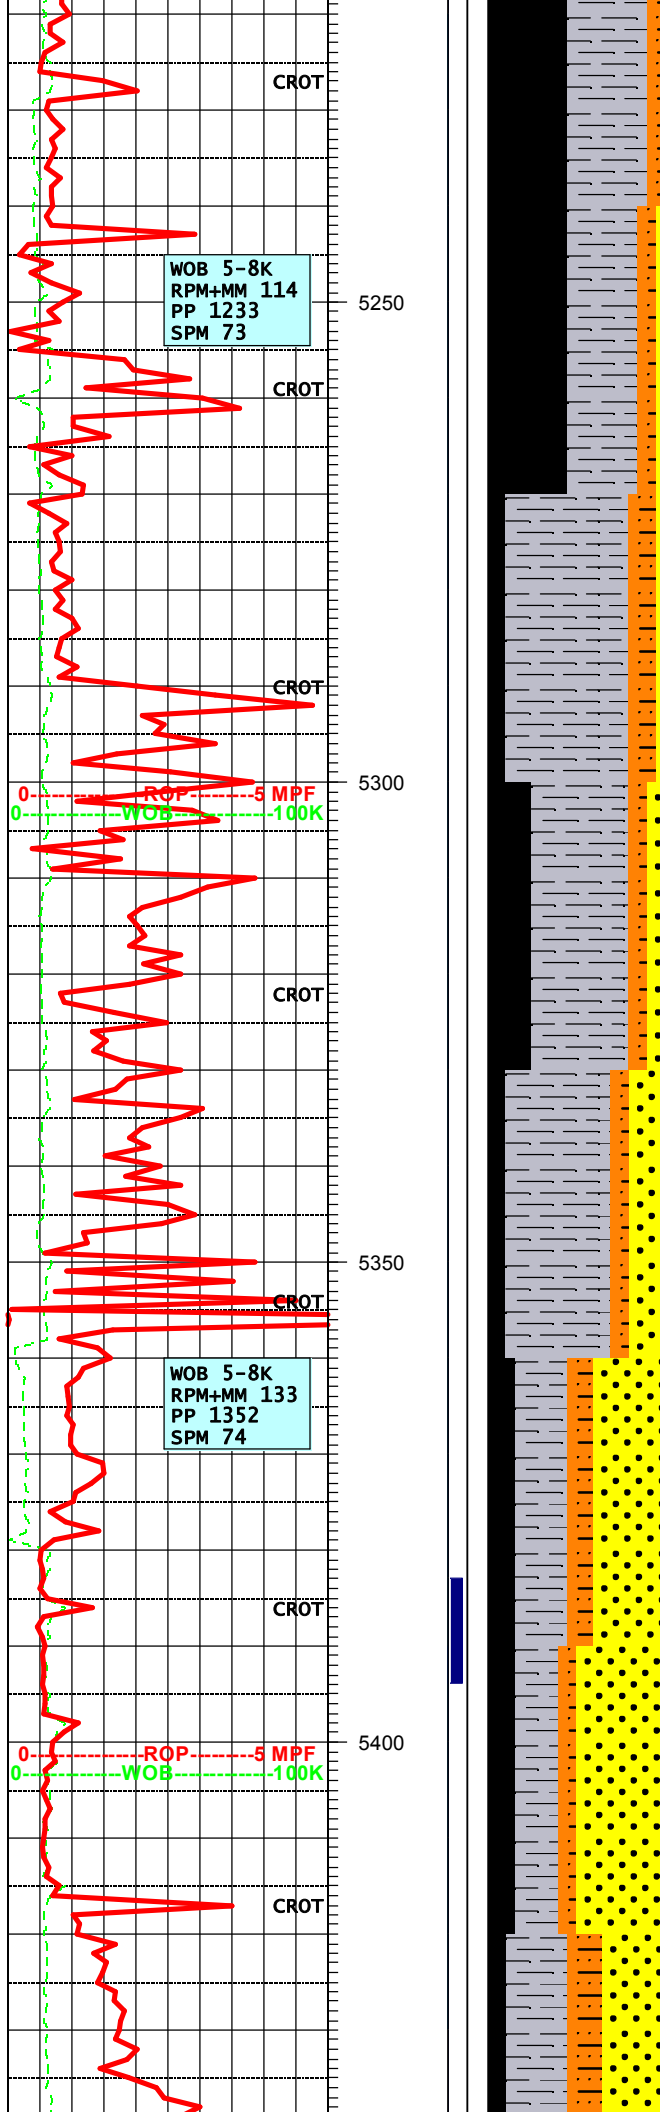 CROT
WOB 5-8K
RPM+MM 114
PP 1233
SPM 73
5250
CROT
CROT
5300
0-----------------ROP---------5 MPF
0---------------WOB---------------100K
CROT
5350
CROT
WOB 5-8K
RPM+MM 133
PP 1352
SPM 74
CROT
5400
0-----------------ROP---------5 MPF
0---------------WOB---------------100K
CROT